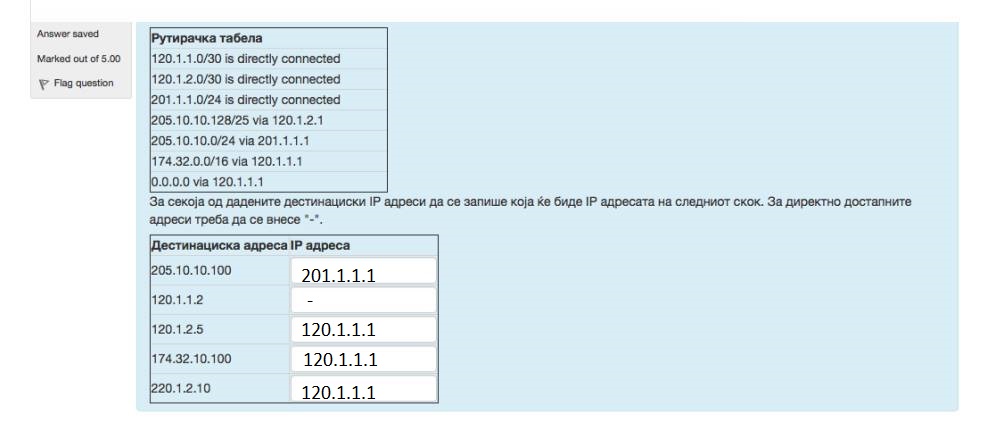 Answer saved
Marked out of 5.00
Flag question
Рутирачка табела
120.1.1.0/30 is directly connected
120.1.2.0/30 is directly connected
201.1.1.0/24 is directly connected
205.10.10.128/25 via 120.1.2.1
205.10.10.0/24 via 201.1.1.1
174.32.0.0/16 via 120.1.1.1
0.0.0.0 via 120.1.1.1
За секоја од дадените дестинациски IP адреси да се запише која ќе биде IP адресата на следниот скок. За директно достапните
адреси треба да се внесе "-".
Дестинациска адреса IP адреса
205.10.10.100 201.1.1.1
120.1.1.2 -
120.1.2.5 120.1.1.1
174.32.10.100 120.1.1.1
220.1.2.10 120.1.1.1